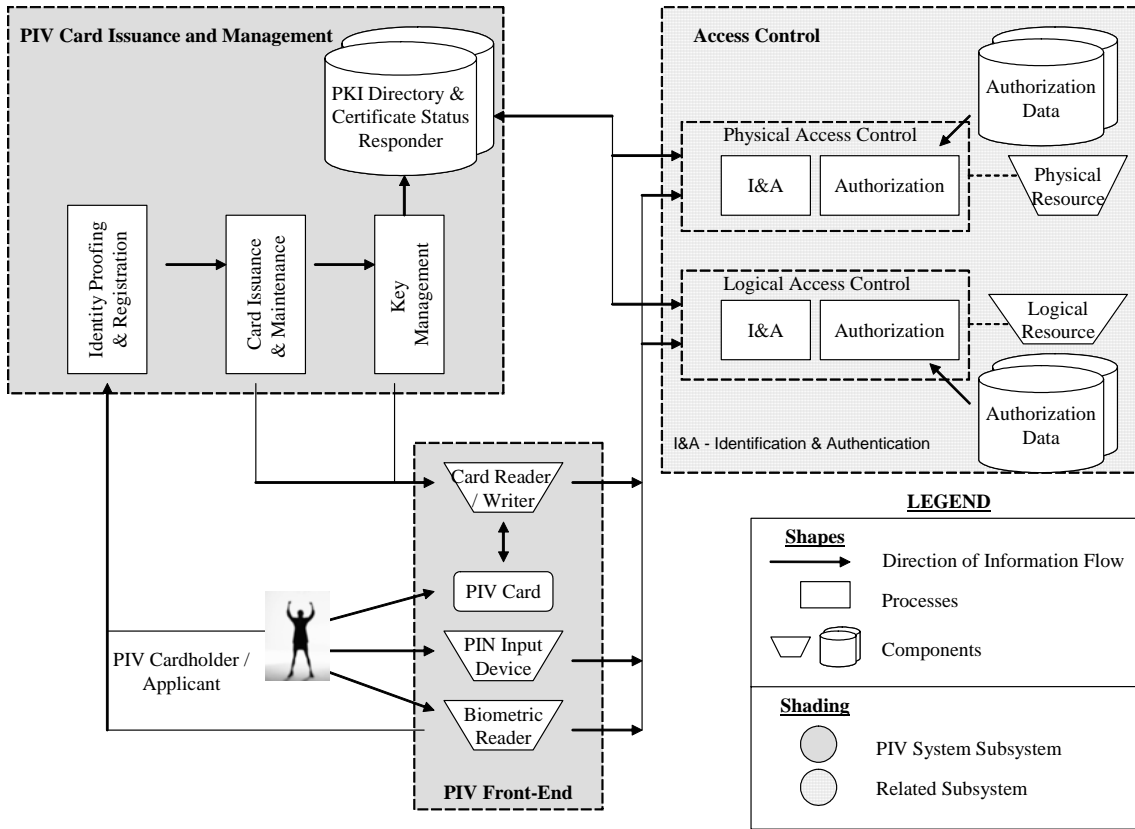 PIV Card Issuance and Management
PKI Directory &
Certificate Status
Responder
Identity Proofing
& Registration
Card Issuance
& Maintenance
Key
Management
Access Control
Authorization
Data
Physical Access Control
I&A
Authorization
Physical
Resource
Logical Access Control
I&A
Authorization
Logical
Resource
Authorization
Data
I&A - Identification & Authentication
Card Reader
/ Writer
PIV Card
PIN Input
Device
Biometric
Reader
PIV Front-End
PIV Cardholder /
Applicant
LEGEND
Shapes
Direction of Information Flow
Processes
Components
Shading
PIV System Subsystem
Related Subsystem